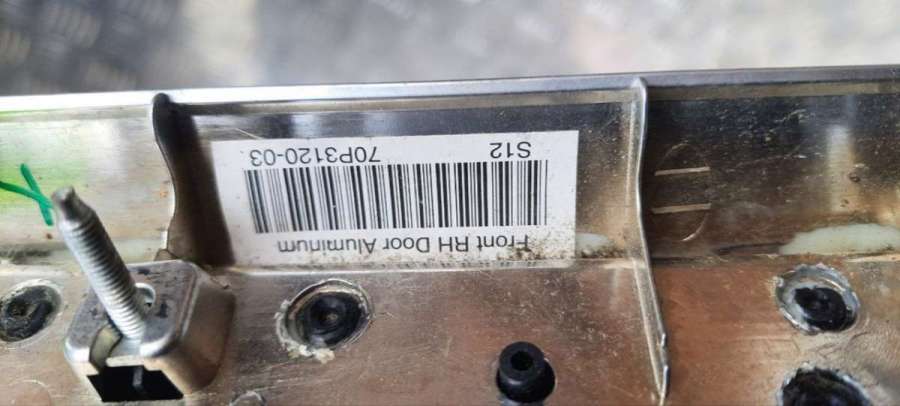 Front RH Door Aluminum
S12 70P3120-03